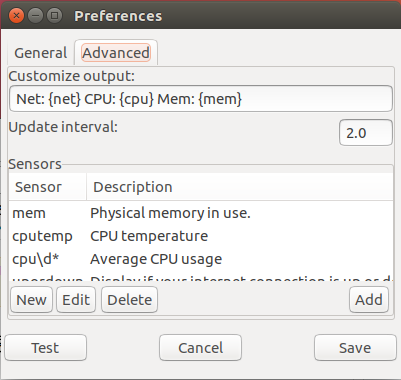 Preferences
General Advanced
Customize output:
Net: {net} CPU: {cpu} Mem: {mem}
Update interval:
2.0
Sensors
Sensor Description
mem Physical memory in use.
cputemp CPU temperature
cpu\d* Average CPU usage
upordown Display if your internet connection is up or
New Edit Delete Add
Test Cancel Save